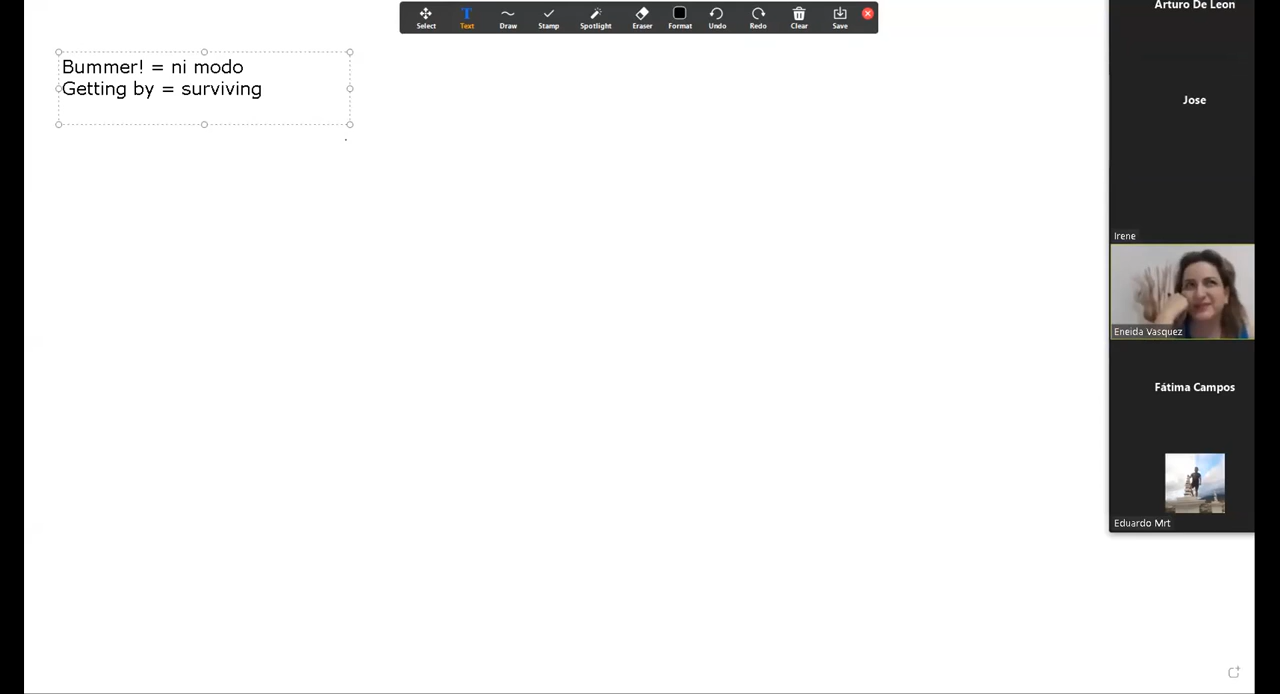 Select Text Draw Stamp Spotlight Eraser Format Undo Redo Clear Save
Bummer! = ni modo
Getting by = surviving
Arturo De Leon
Jose
Irene
Eneida Vasquez
Fátima Campos
Eduardo Mrt